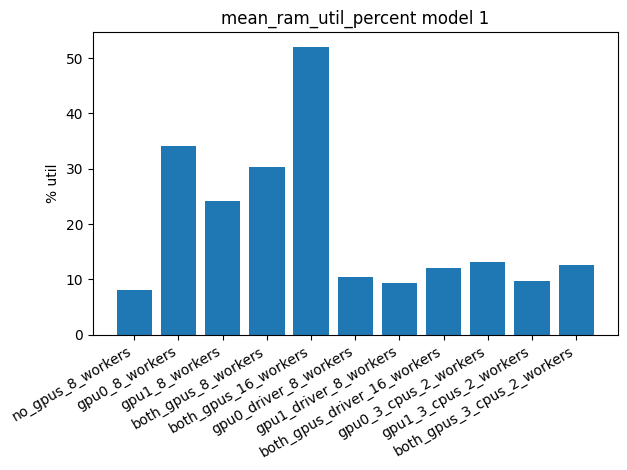 mean_ram_util_percent model 1
% util
50
40
30
20
10
0
no_gpus_8_workers
gpu0_8_workers
gpu1_8_workers
both_gpus_8_workers
both_gpus_16_workers
gpu0_driver_8_workers
gpu1_driver_8_workers
both_gpus_driver_16_workers
gpu0_3_cpus_2_workers
gpu1_3_cpus_2_workers
both_gpus_3_cpus_2_workers